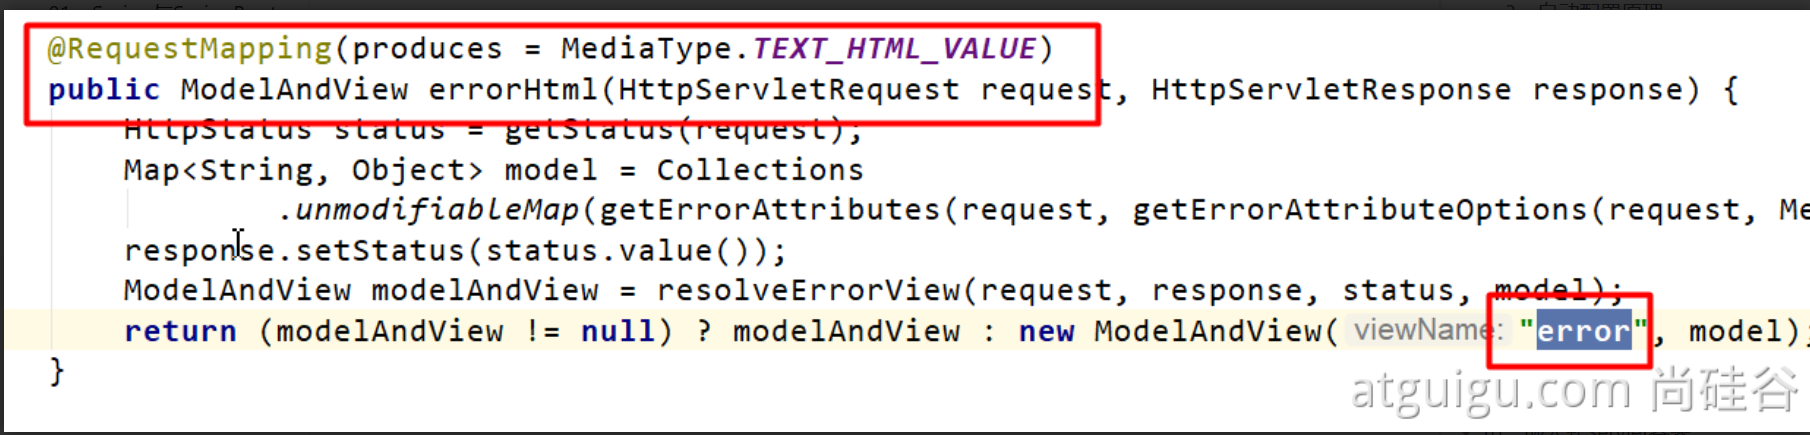 @RequestMapping(produces = MediaType.TEXT_HTML_VALUE)
public ModelAndView errorHtml(HttpServletRequest request, HttpServletResponse response) {
HttpStatus status = getStatus(request);
Map<String, Object> model = Collections
.unmodifiableMap(getErrorAttributes(request, getErrorAttributeOptions(request, Me
response.setStatus(status.value());
ModelAndView modelAndView = resolveErrorView(request, response, status, model);
return (modelAndView != null) ? modelAndView : new ModelAndView( viewName: "error", model);
}
atguigu.com 尚硅谷